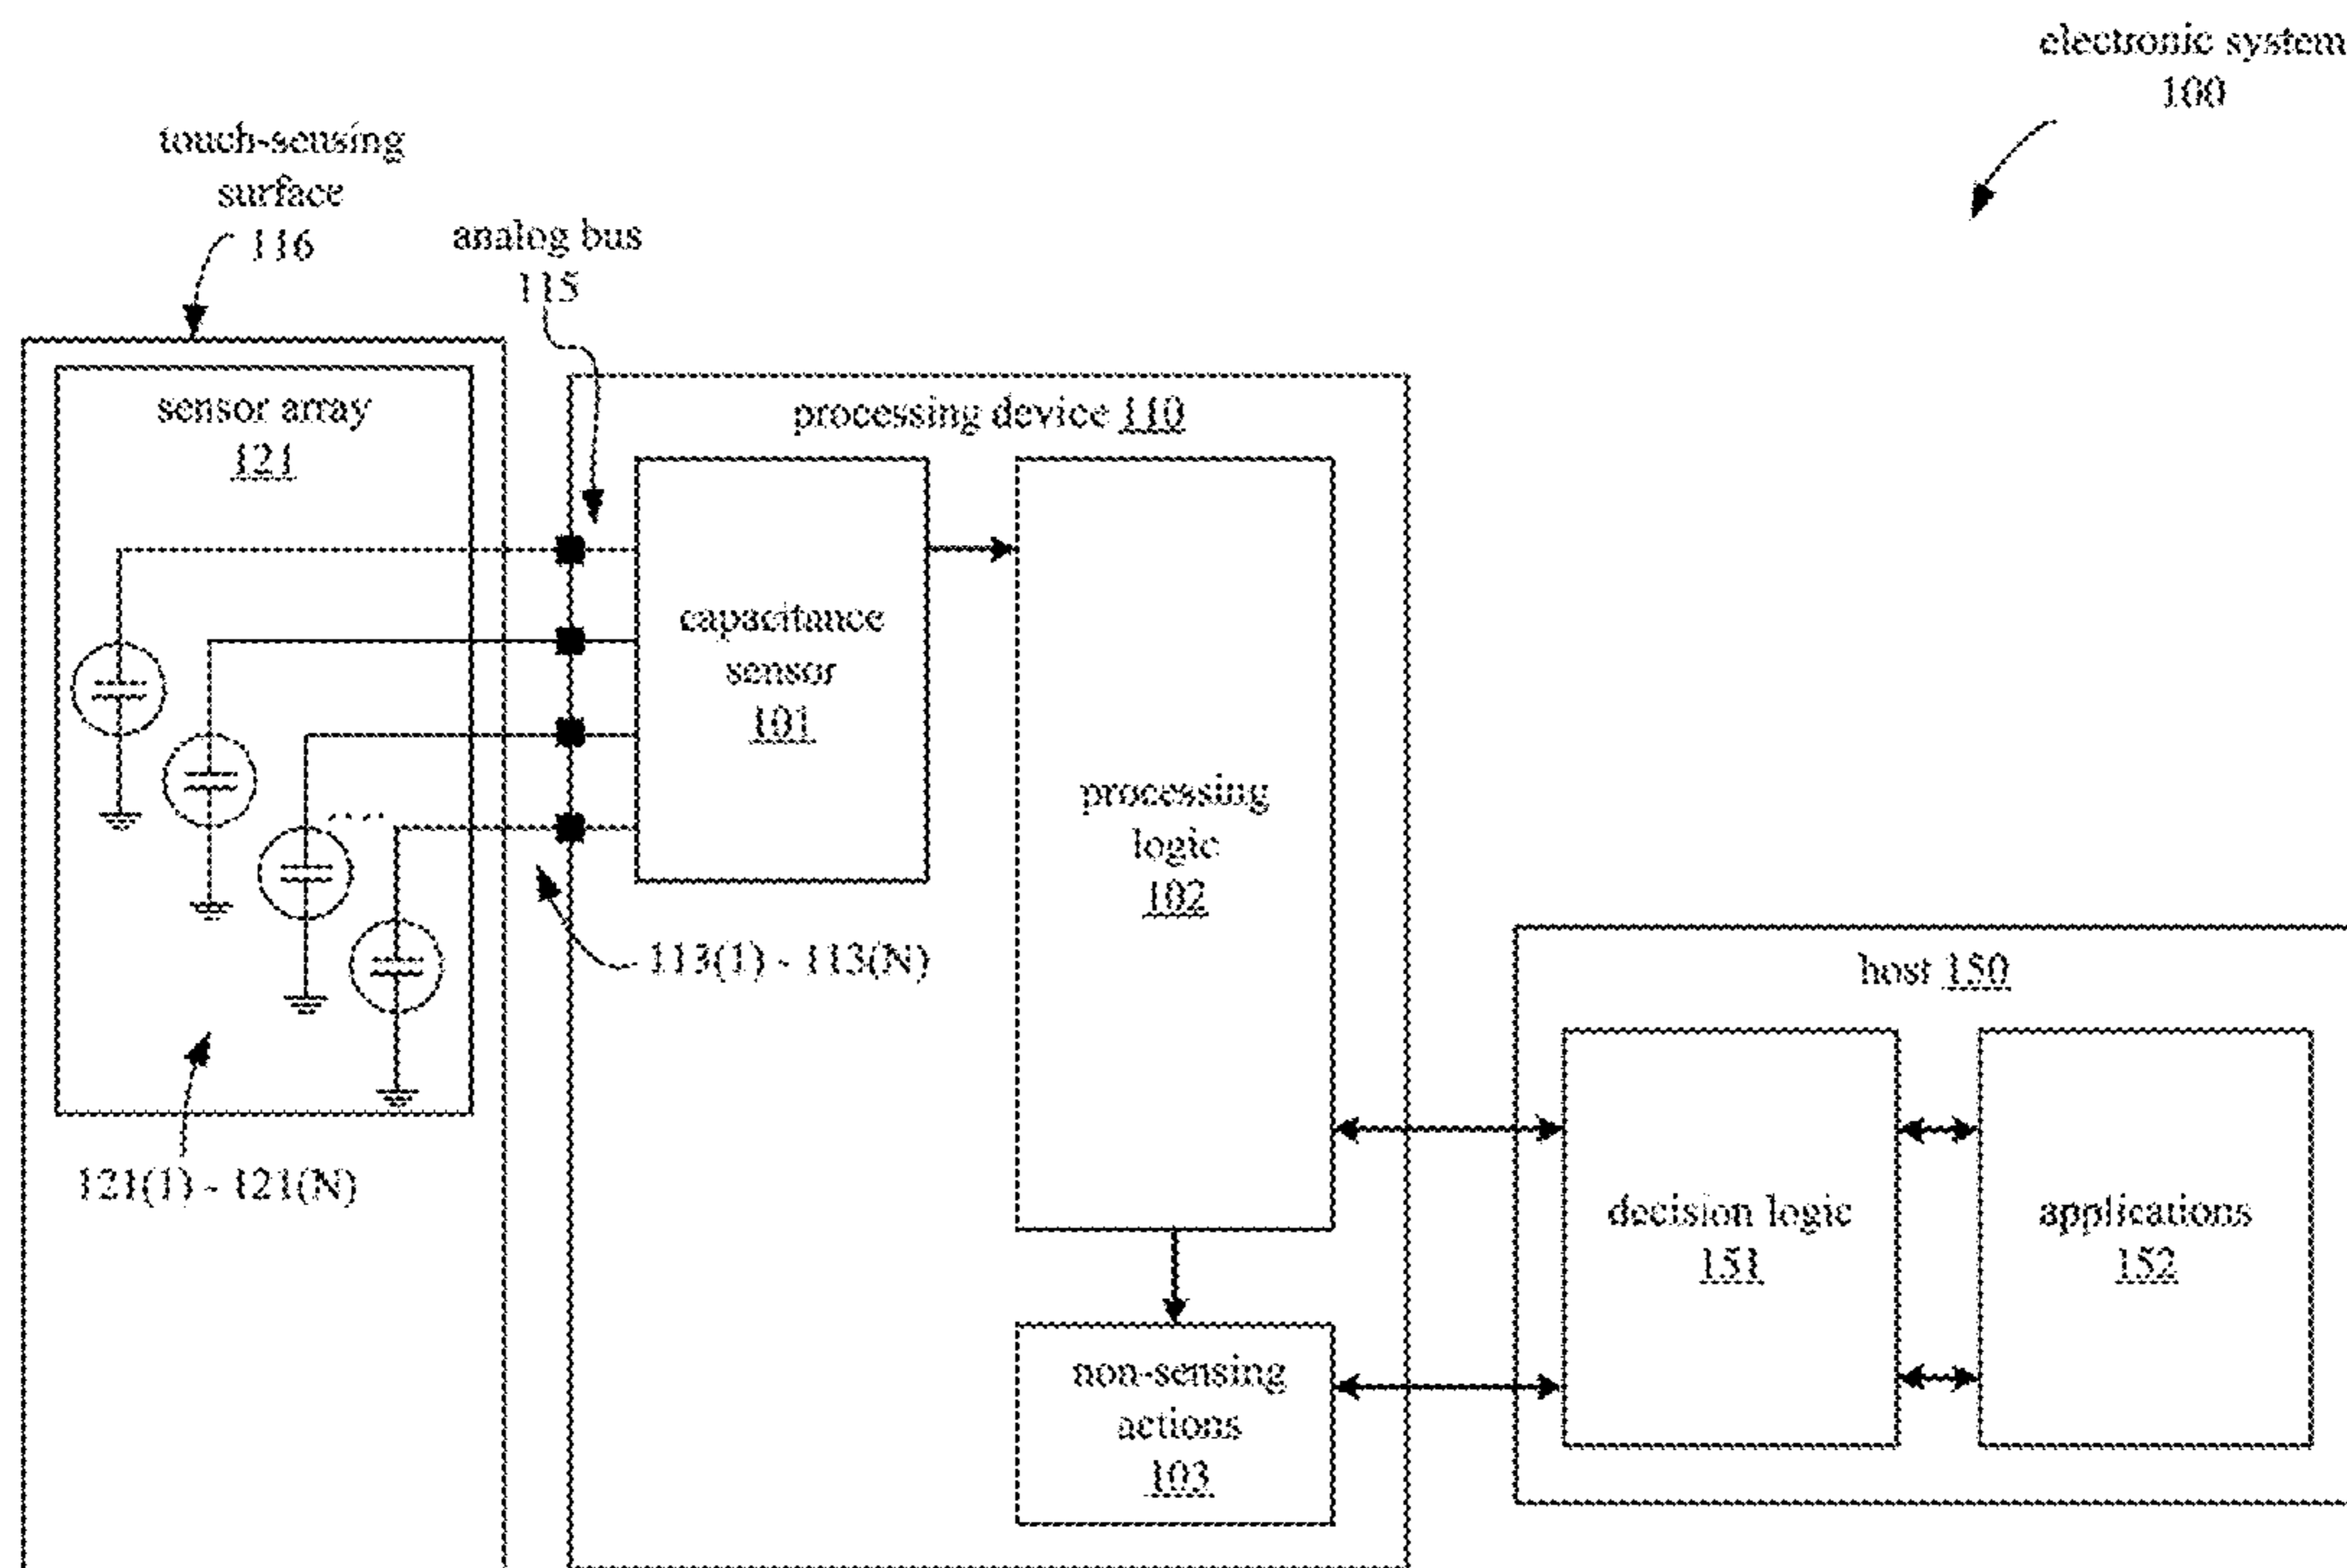 electronic system
100
touch-sensing
surface
116
analog bus
115
sensor array
121
processing device 110
capacitance
sensor
101
processing
logic
102
113(1) - 113(N)
121(1) - 121(N)
host 150
decision logic
151
applications
152
non-sensing
actions
103